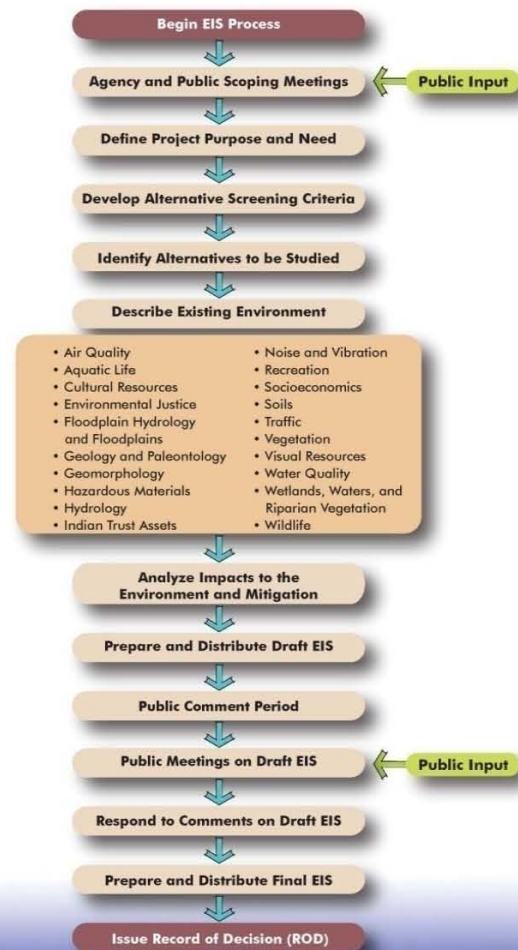 Begin EIS Process
Agency and Public Scoping Meetings
Public Input
Define Project Purpose and Need
Develop Alternative Screening Criteria
Identify Alternatives to be Studied
Describe Existing Environment
• Air Quality
• Aquatic Life
• Cultural Resources
• Environmental Justice
• Floodplain Hydrology
and Floodplains
• Geology and Paleontology
• Geomorphology
• Hazardous Materials
• Hydrology
• Indian Trust Assets
• Noise and Vibration
• Recreation
• Socioeconomics
• Soils
• Traffic
• Vegetation
• Visual Resources
• Water Quality
• Wetlands, Waters, and
Riparian Vegetation
• Wildlife
Analyze Impacts to the
Environment and Mitigation
Prepare and Distribute Draft EIS
Public Comment Period
Public Meetings on Draft EIS
Public Input
Respond to Comments on Draft EIS
Prepare and Distribute Final EIS
Issue Record of Decision (ROD)